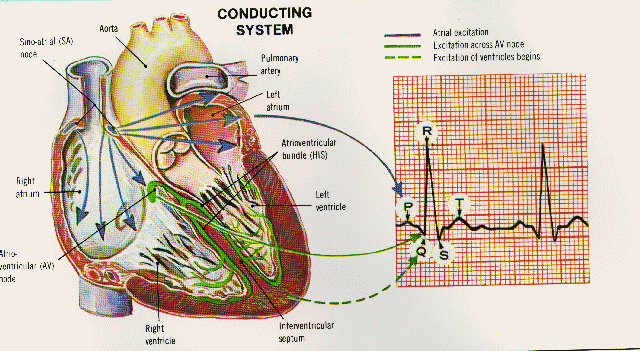 CONDUCTING
SYSTEM
Aorta
Sino-atrial (SA)
node
Pulmonary
artery
Left
atrium
Atrioventricular
bundle (HIS)
Left
ventricle
Right
atrium
Atrio-
ventricular (AV)
node
Right
ventricle
Interventricular
septum
Atrial excitation
Excitation across AV node
Excitation of ventricles begins
R
P
T
Q
S